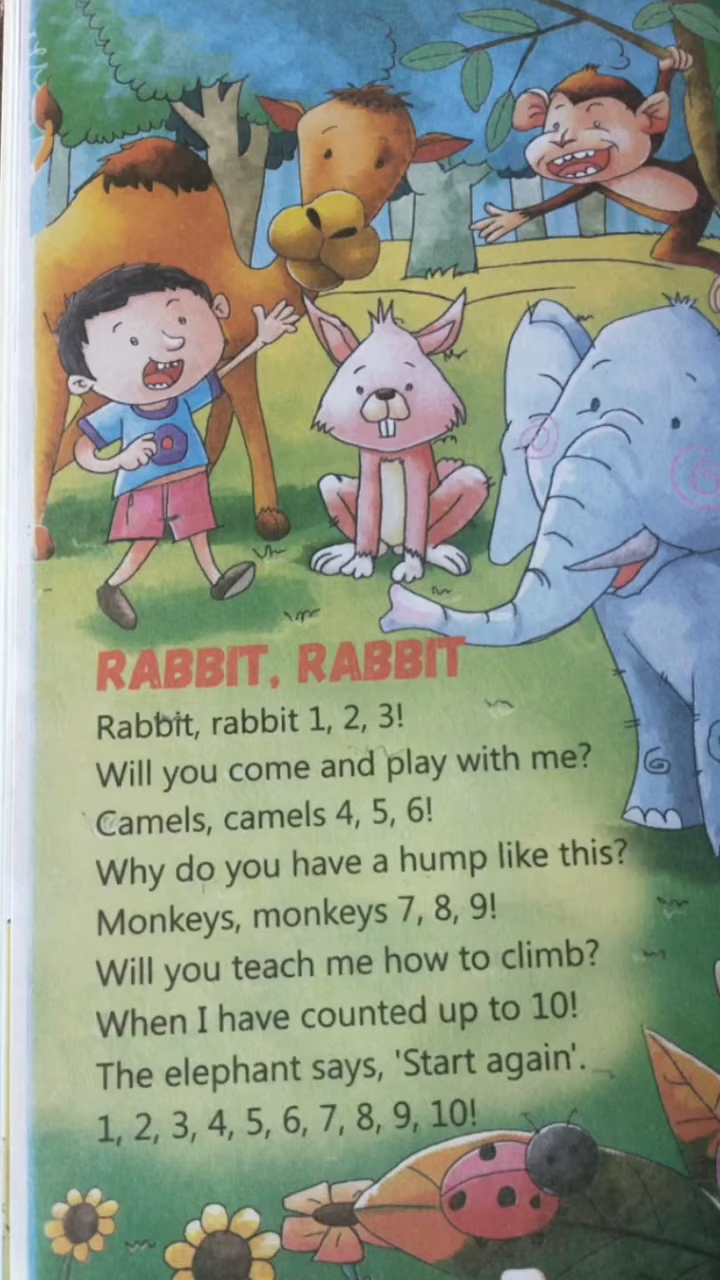 RABBIT, RABBIT
Rabbit, rabbit 1, 2, 3!
Will you come and play with me?
Camels, camels 4, 5, 6!
Why do you have a hump like this?
Monkeys, monkeys 7, 8, 9!
Will you teach me how to climb?
When I have counted up to 10!
The elephant says, 'Start again'.
1, 2, 3, 4, 5, 6, 7, 8, 9, 10!